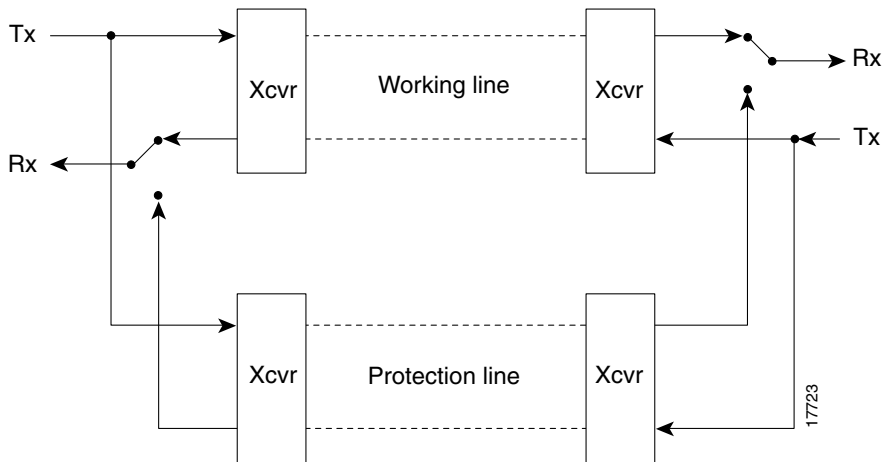 Tx
Xcvr
Working line
Xcvr
Rx
Rx
Tx
Xcvr
Protection line
Xcvr
17723